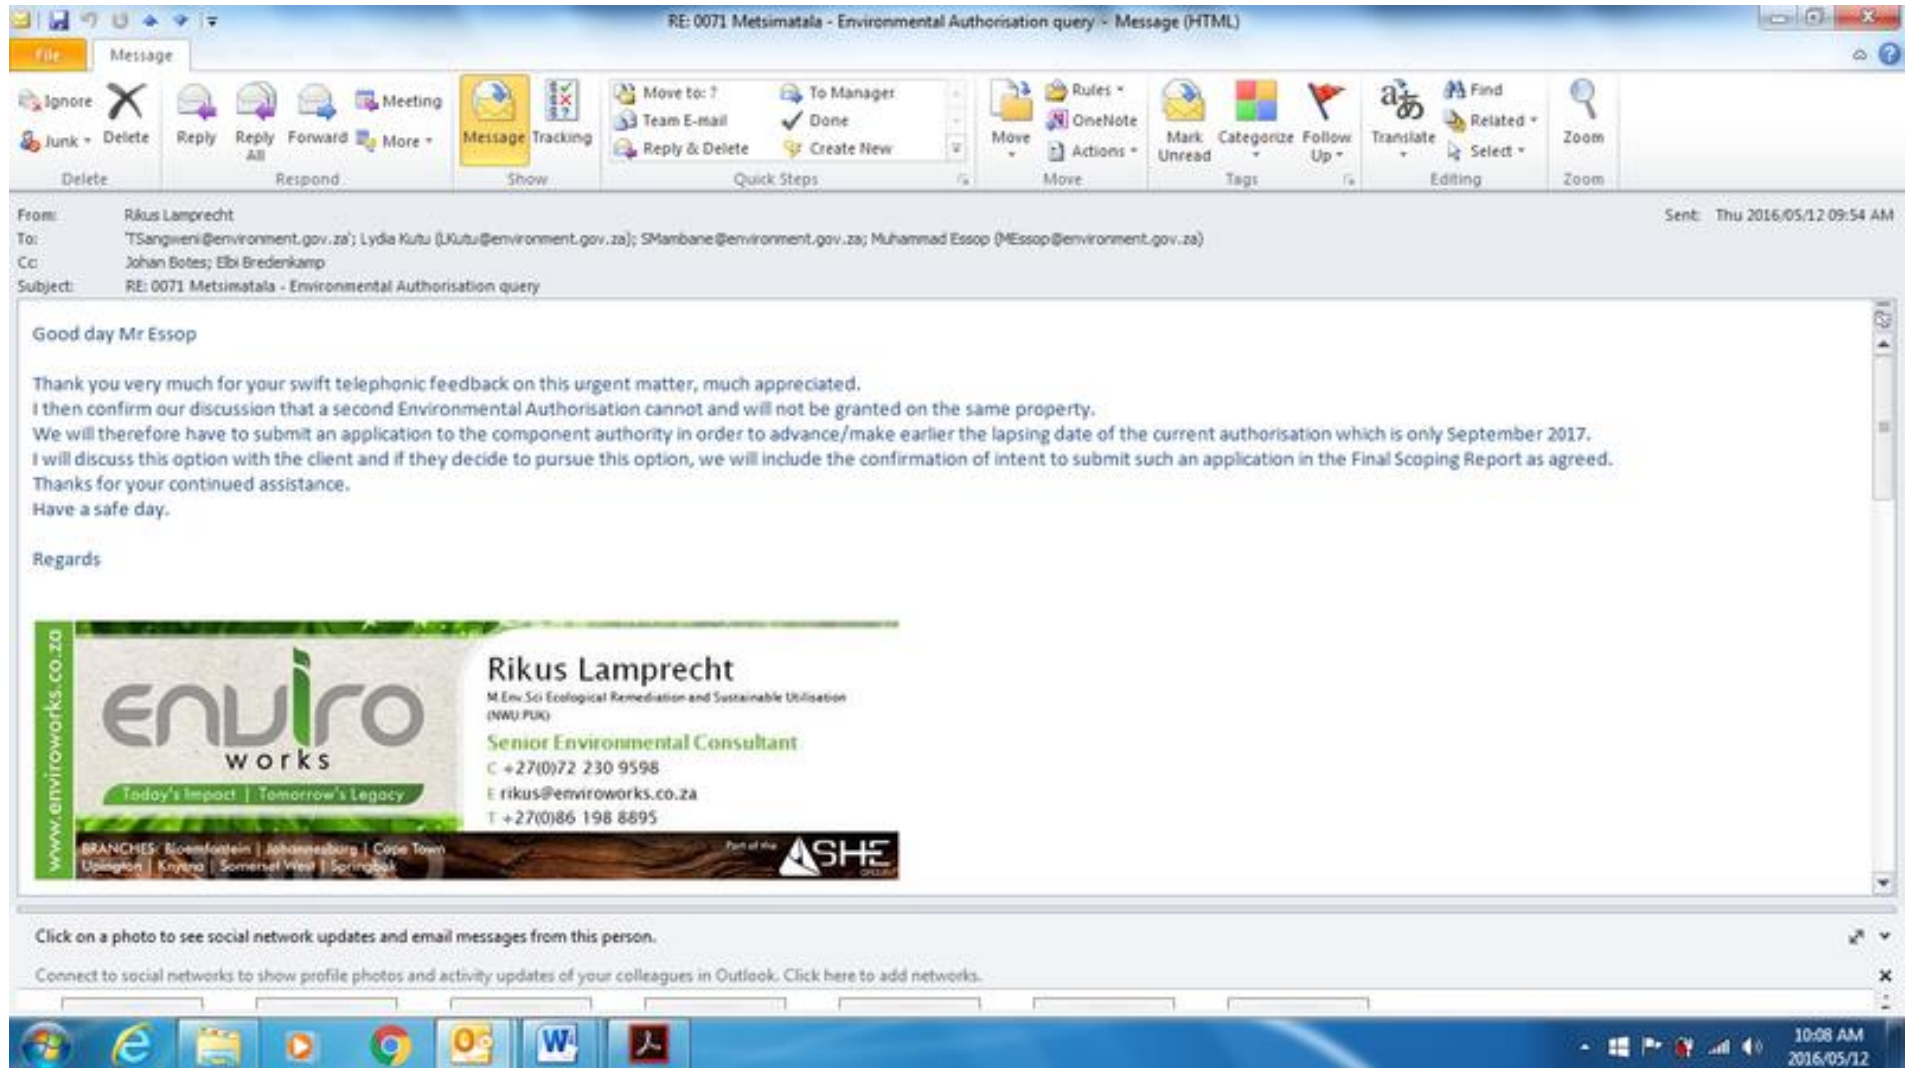 RE: 0071 Metsimatala - Environmental Authorisation query - Message (HTML)
File Message
Ignore
Junk
Delete
Reply
Reply All
Forward
Meeting
More
Message
Tracking
Move to: ?
To Manager
Team E-mail
Done
Reply & Delete
Create New
Move
Rules
OneNote
Actions
Mark Unread
Categorize
Follow Up
Translate
Find
Related
Select
Zoom
Delete Respond Show Quick Steps Move Tags Editing Zoom
From: Rikus Lamprecht
Sent: Thu 2016/05/12 09:54 AM
To: 'TSangweni@environment.gov.za'; Lydia Kutu (LKutu@environment.gov.za); SMambane@environment.gov.za; Muhammad Essop (MEssop@environment.gov.za)
Cc: Johan Botes; Elbi Bredenkamp
Subject: RE: 0071 Metsimatala - Environmental Authorisation query
Good day Mr Essop
Thank you very much for your swift telephonic feedback on this urgent matter, much appreciated.
I then confirm our discussion that a second Environmental Authorisation cannot and will not be granted on the same property.
We will therefore have to submit an application to the component authority in order to advance/make earlier the lapsing date of the current authorisation which is only September 2017.
I will discuss this option with the client and if they decide to pursue this option, we will include the confirmation of intent to submit such an application in the Final Scoping Report as agreed.
Thanks for your continued assistance.
Have a safe day.
Regards
www.enviroworks.co.za
enviro
works
Today's Impact | Tomorrow's Legacy
Rikus Lamprecht
M.Env.Sci Ecological Remediation and Sustainable Utilisation
(NWU:PUK)
Senior Environmental Consultant
C +27(0)72 230 9598
E rikus@enviroworks.co.za
T +27(0)86 198 8895
BRANCHES: Bloemfontein | Johannesburg | Cape Town
Upington | Knysna | Somerset West | Springbok
Part of the
ASHE
GROUP
Click on a photo to see social network updates and email messages from this person.
Connect to social networks to show profile photos and activity updates of your colleagues in Outlook. Click here to add networks.
10:08 AM
2016/05/12